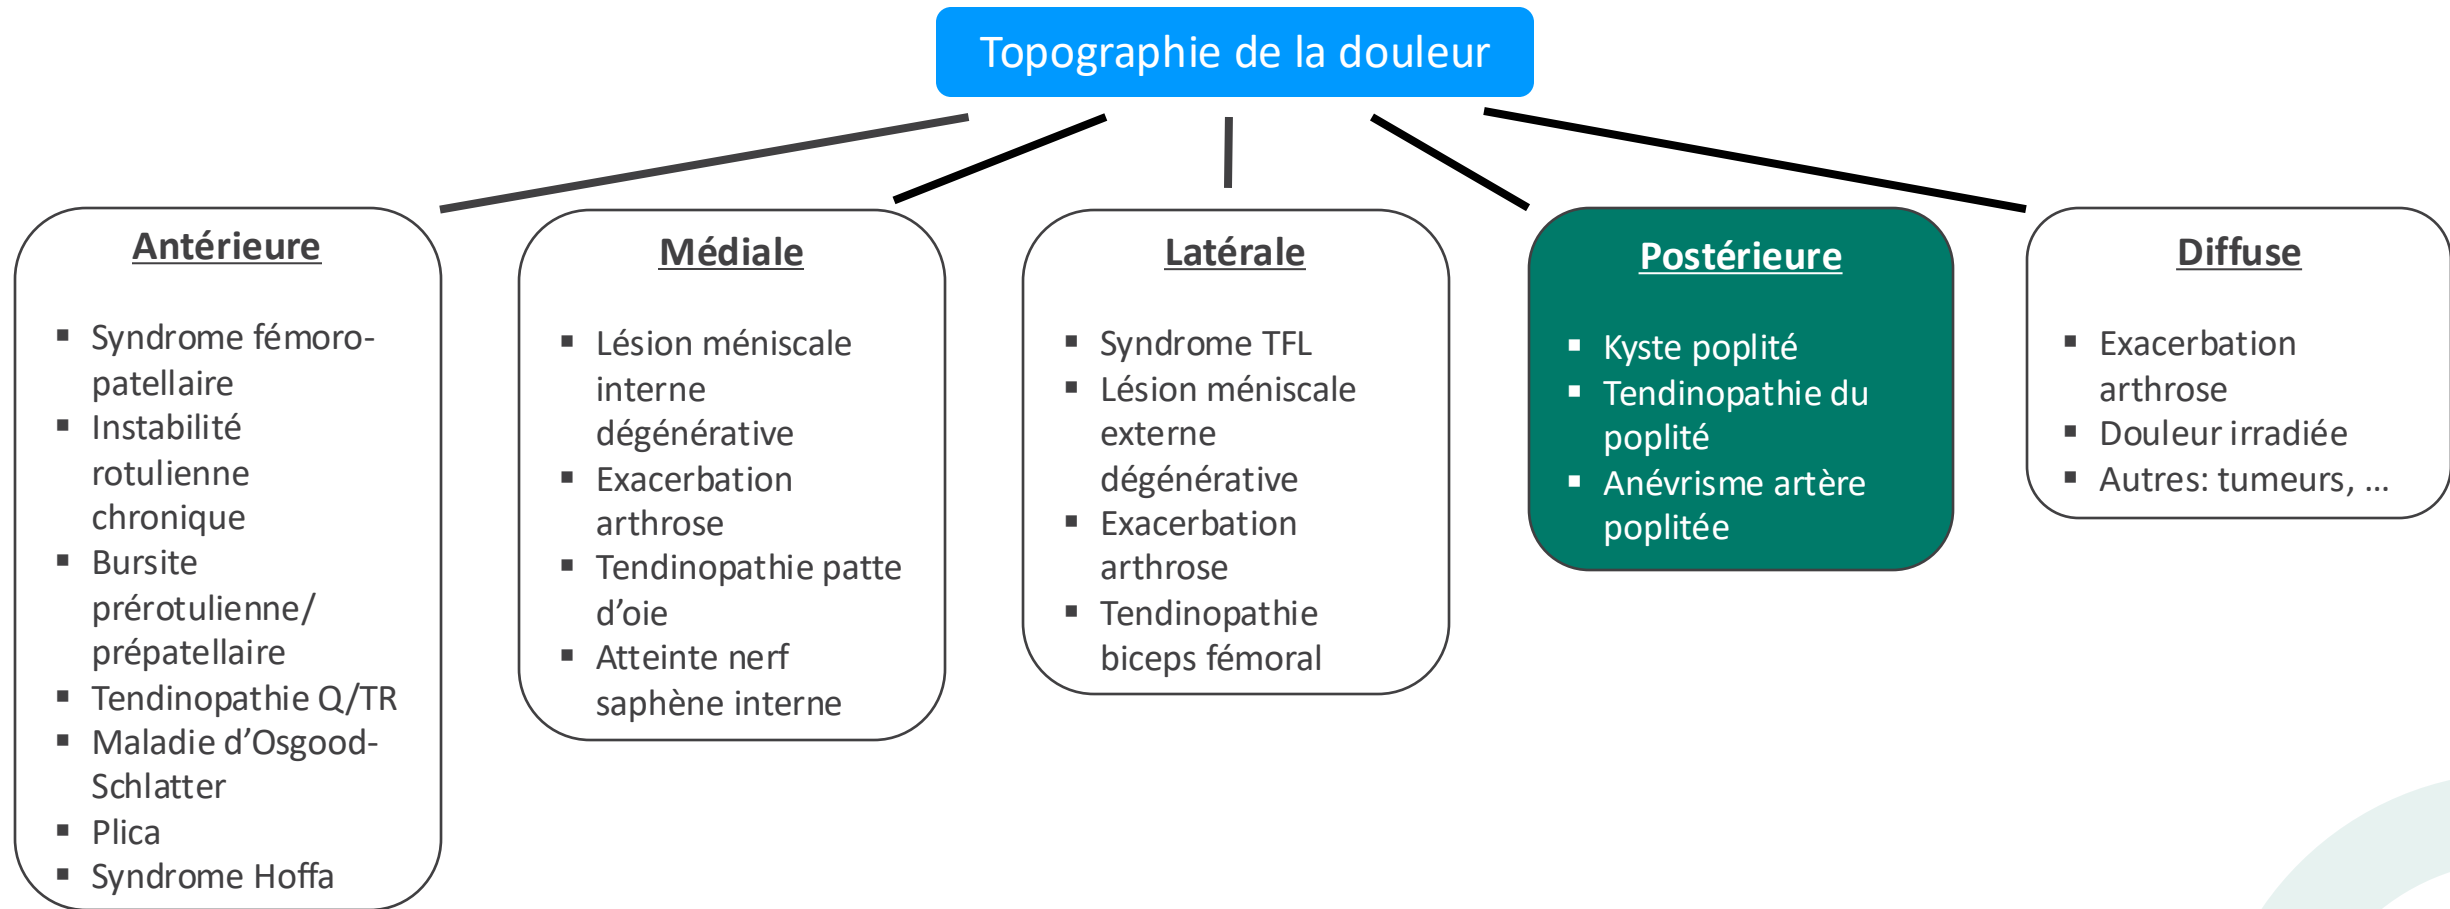 Topographie de la douleur
Antérieure
▪ Syndrome fémoro-
patellaire
▪ Instabilité
rotulienne
chronique
▪ Bursite
prérotulienne/
prépatellaire
▪ Tendinopathie Q/TR
▪ Maladie d’Osgood-
Schlatter
▪ Plica
▪ Syndrome Hoffa
Médiale
▪ Lésion méniscale
interne
dégénérative
▪ Exacerbation
arthrose
▪ Tendinopathie patte
d’oie
▪ Atteinte nerf
saphène interne
Latérale
▪ Syndrome TFL
▪ Lésion méniscale
externe
dégénérative
▪ Exacerbation
arthrose
▪ Tendinopathie
biceps fémoral
Postérieure
▪ Kyste poplité
▪ Tendinopathie du
poplité
▪ Anévrisme artère
poplitée
Diffuse
▪ Exacerbation
arthrose
▪ Douleur irradiée
▪ Autres: tumeurs, …